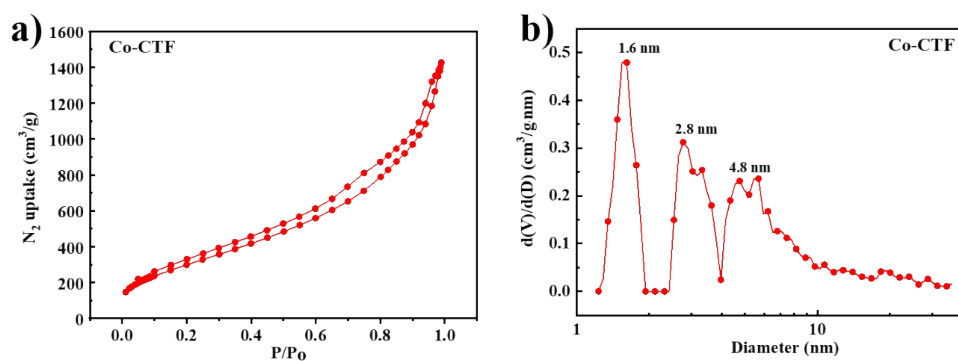 a)
Co-CTF
1600
1400
1200
1000
800
600
400
200
0
N₂ uptake (cm³/g)
0.0 0.2 0.4 0.6 0.8 1.0
P/Po
b)
Co-CTF
1.6 nm
2.8 nm
4.8 nm
0.5
0.4
0.3
0.2
0.1
0.0
d(V)/d(D) (cm³/g·nm)
1 10
Diameter (nm)